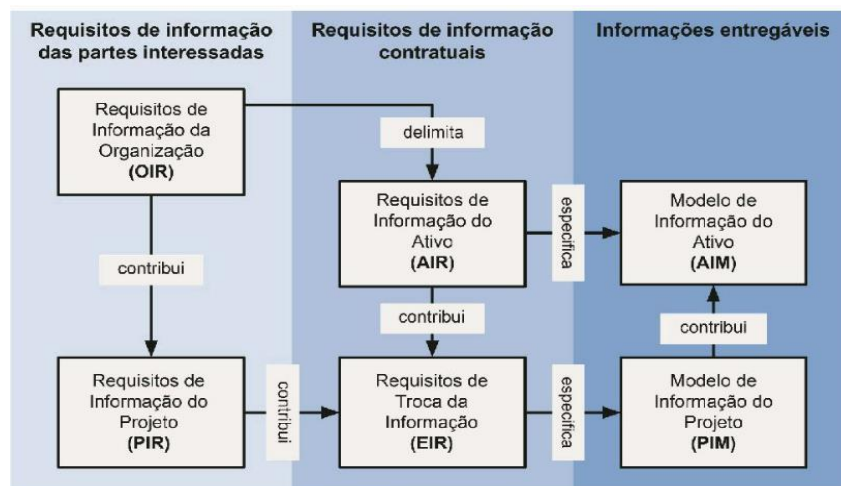 Requisitos de informação
das partes interessadas
Requisitos de informação
contratuais
Informações entregáveis
Requisitos de
Informação da
Organização
(OIR)
delimita
Requisitos de
Informação do
Ativo
(AIR)
especifica
Modelo de
Informação do
Ativo
(AIM)
contribui
contribui
contribui
Requisitos de
Informação do
Projeto
(PIR)
contribui
Requisitos de
Troca da
Informação
(EIR)
especifica
Modelo de
Informação do
Projeto
(PIM)